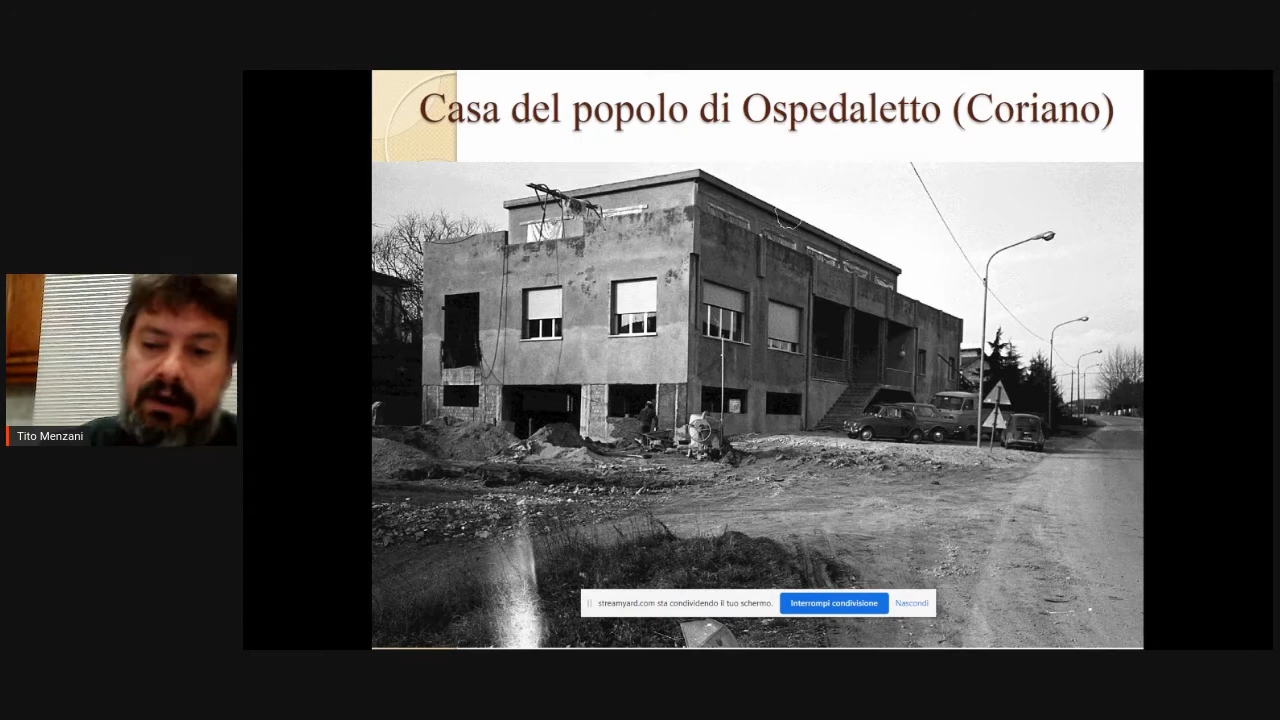 Casa del popolo di Ospedaletto (Coriano)
Tito Menzani
streamyard.com sta condividendo il tuo schermo.
Interrompi condivisione
Nascondi